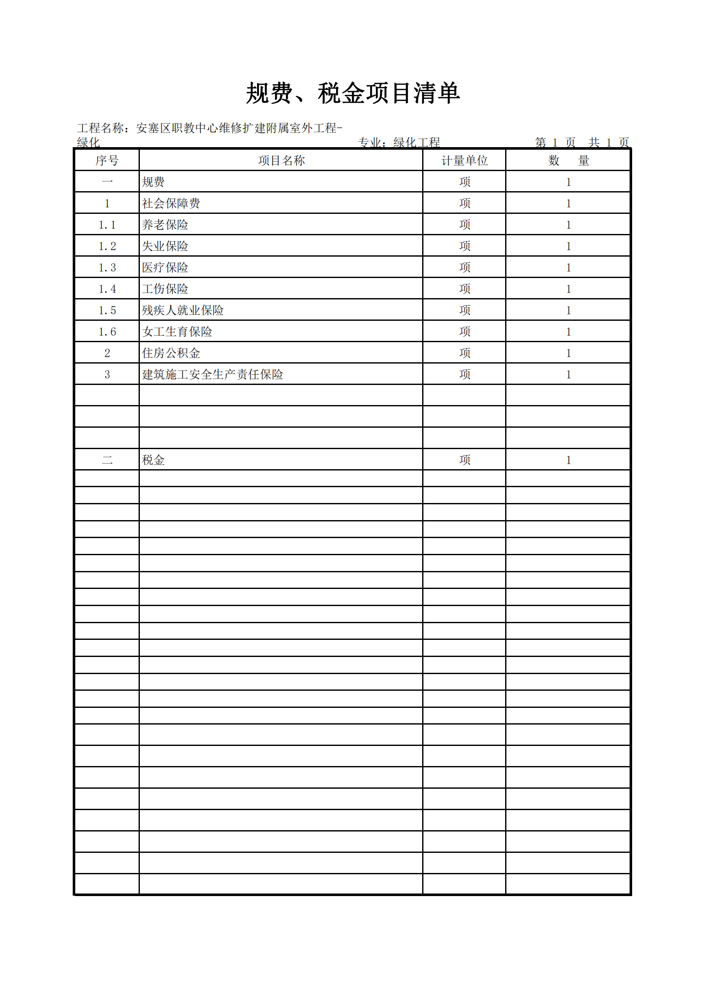 规费、税金项目清单
工程名称：安塞区职教中心维修扩建附属室外工程-
绿化 专业：绿化工程 第 1 页 共 1 页
序号 项目名称 计量单位 数 量
一 规费 项 1
1 社会保障费 项 1
1.1 养老保险 项 1
1.2 失业保险 项 1
1.3 医疗保险 项 1
1.4 工伤保险 项 1
1.5 残疾人就业保险 项 1
1.6 女工生育保险 项 1
2 住房公积金 项 1
3 建筑施工安全生产责任保险 项 1
二 税金 项 1